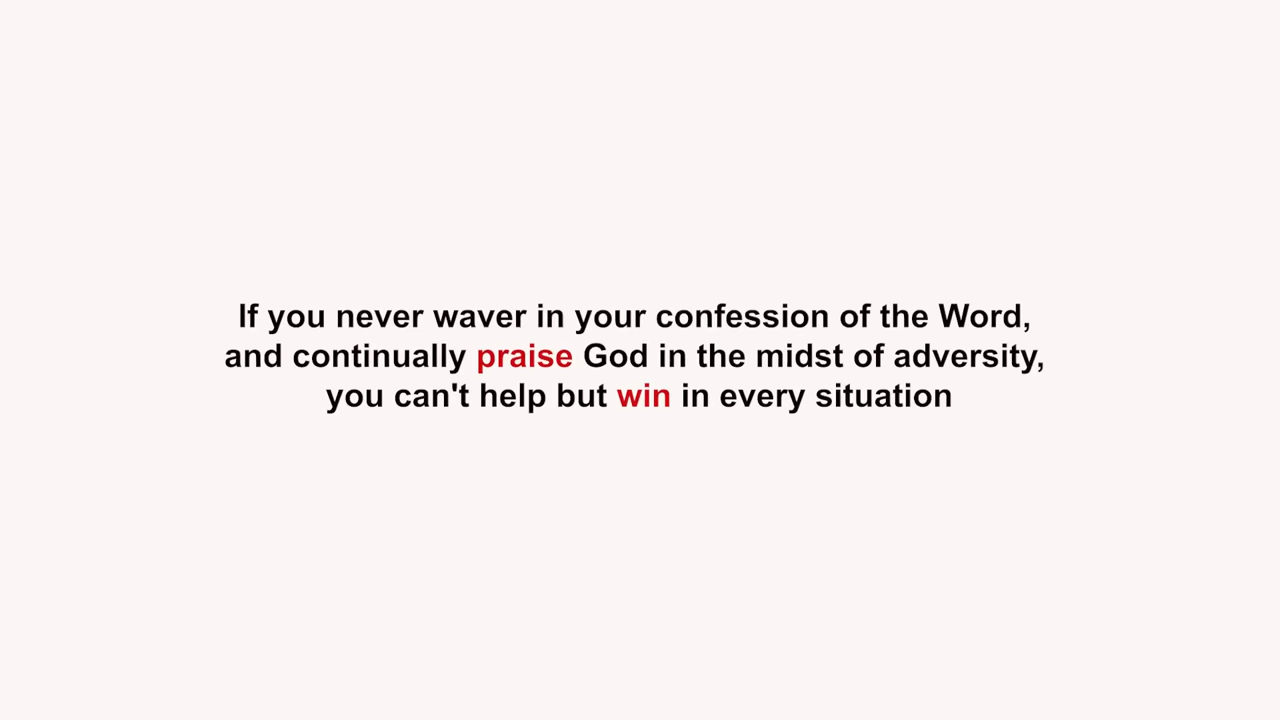 If you never waver in your confession of the Word,
and continually praise God in the midst of adversity,
you can't help but win in every situation